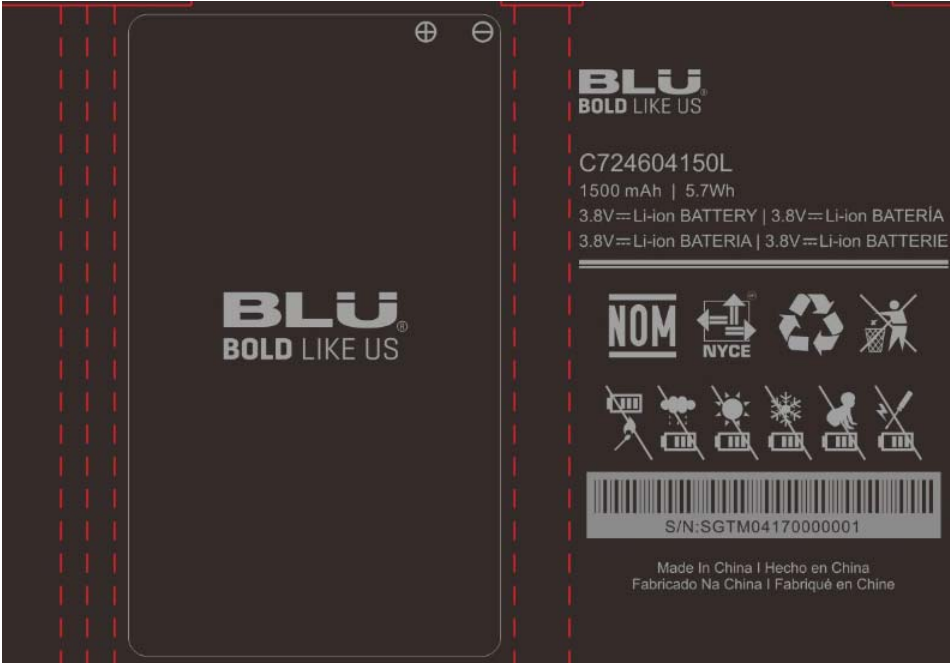 BLU®
BOLD LIKE US
BLU®
BOLD LIKE US
C724604150L
1500 mAh | 5.7Wh
3.8V⎓Li-ion BATTERY | 3.8V⎓Li-ion BATERÍA
3.8V⎓Li-ion BATERIA | 3.8V⎓Li-ion BATTERIE
NOM
NYCE
S/N:SGTM04170000001
Made In China I Hecho en China
Fabricado Na China I Fabriqué en Chine